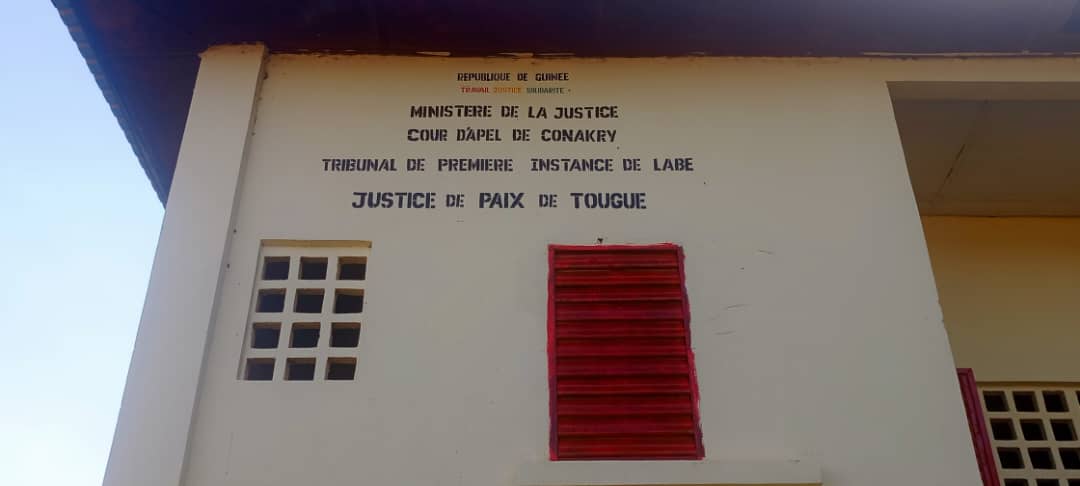 REPUBLIQUE DE GUINEE
TRAVAIL JUSTICE SOLIDARITE
MINISTERE DE LA JUSTICE
COUR D'APEL DE CONAKRY
TRIBUNAL DE PREMIERE INSTANCE DE LABE
JUSTICE DE PAIX DE TOUGUE